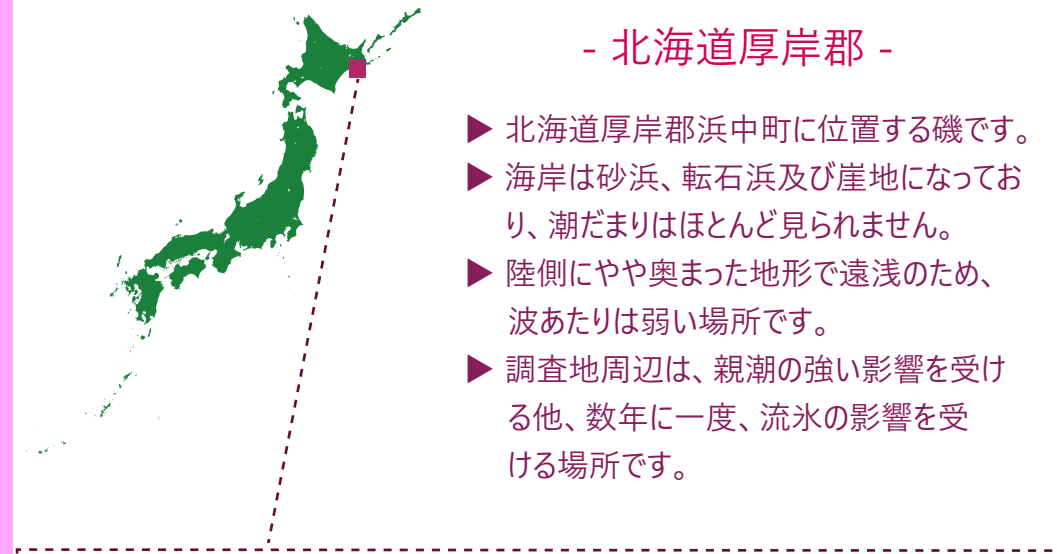 - 北海道厚岸郡 -
▶ 北海道厚岸郡浜中町に位置する磯です。
▶ 海岸は砂浜、転石浜及び崖地になってお
り、潮だまりはほとんど見られません。
▶ 陸側にやや奥まった地形で遠浅のため、
波あたりは弱い場所です。
▶ 調査地周辺は、親潮の強い影響を受け
る他、数年に一度、流氷の影響を受
ける場所です。